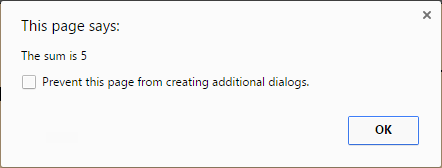 This page says:
The sum is 5
Prevent this page from creating additional dialogs.
OK